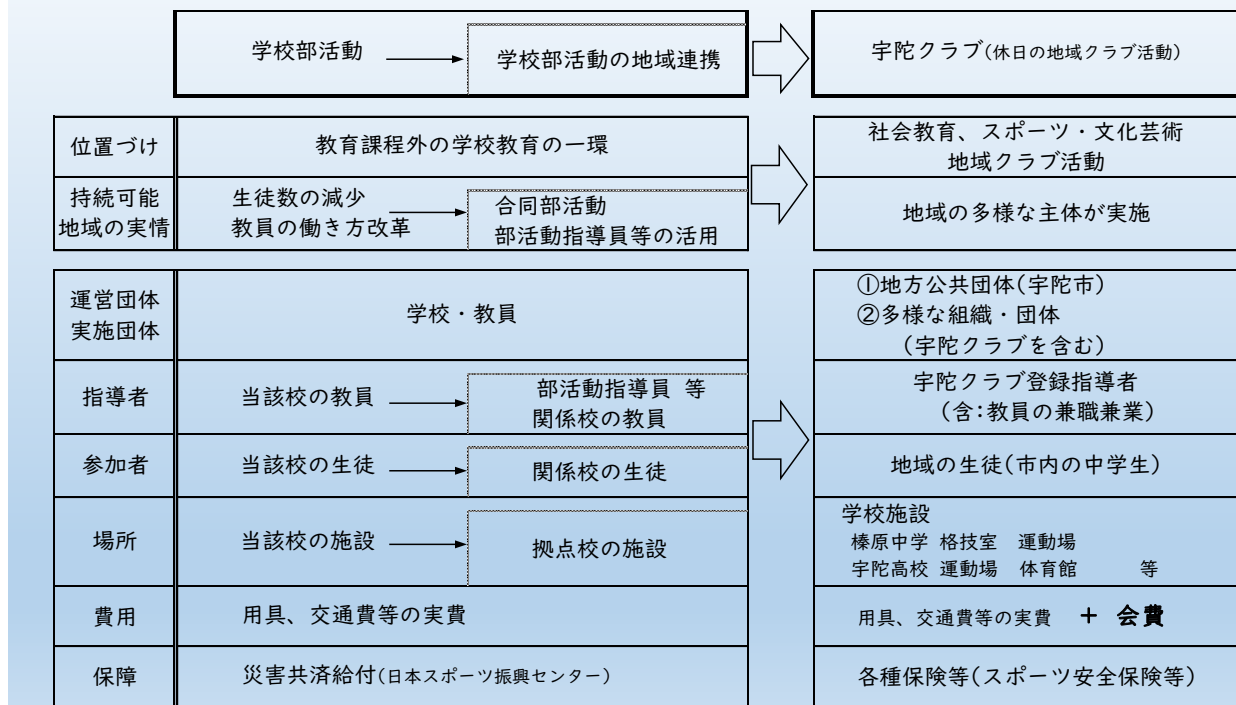 学校部活動
学校部活動の地域連携
宇陀クラブ(休日の地域クラブ活動)
位置づけ
教育課程外の学校教育の一環
社会教育、スポーツ・文化芸術
地域クラブ活動
持続可能
地域の実情
生徒数の減少
教員の働き方改革
合同部活動
部活動指導員等の活用
地域の多様な主体が実施
運営団体
実施団体
学校・教員
①地方公共団体(宇陀市)
②多様な組織・団体
(宇陀クラブを含む)
指導者
当該校の教員
部活動指導員 等
関係校の教員
宇陀クラブ登録指導者
(含:教員の兼職兼業)
参加者
当該校の生徒
関係校の生徒
地域の生徒(市内の中学生)
場所
当該校の施設
拠点校の施設
学校施設
榛原中学 格技室 運動場
宇陀高校 運動場 体育館 等
費用
用具、交通費等の実費
用具、交通費等の実費 + 会費
保障
災害共済給付(日本スポーツ振興センター)
各種保険等(スポーツ安全保険等)